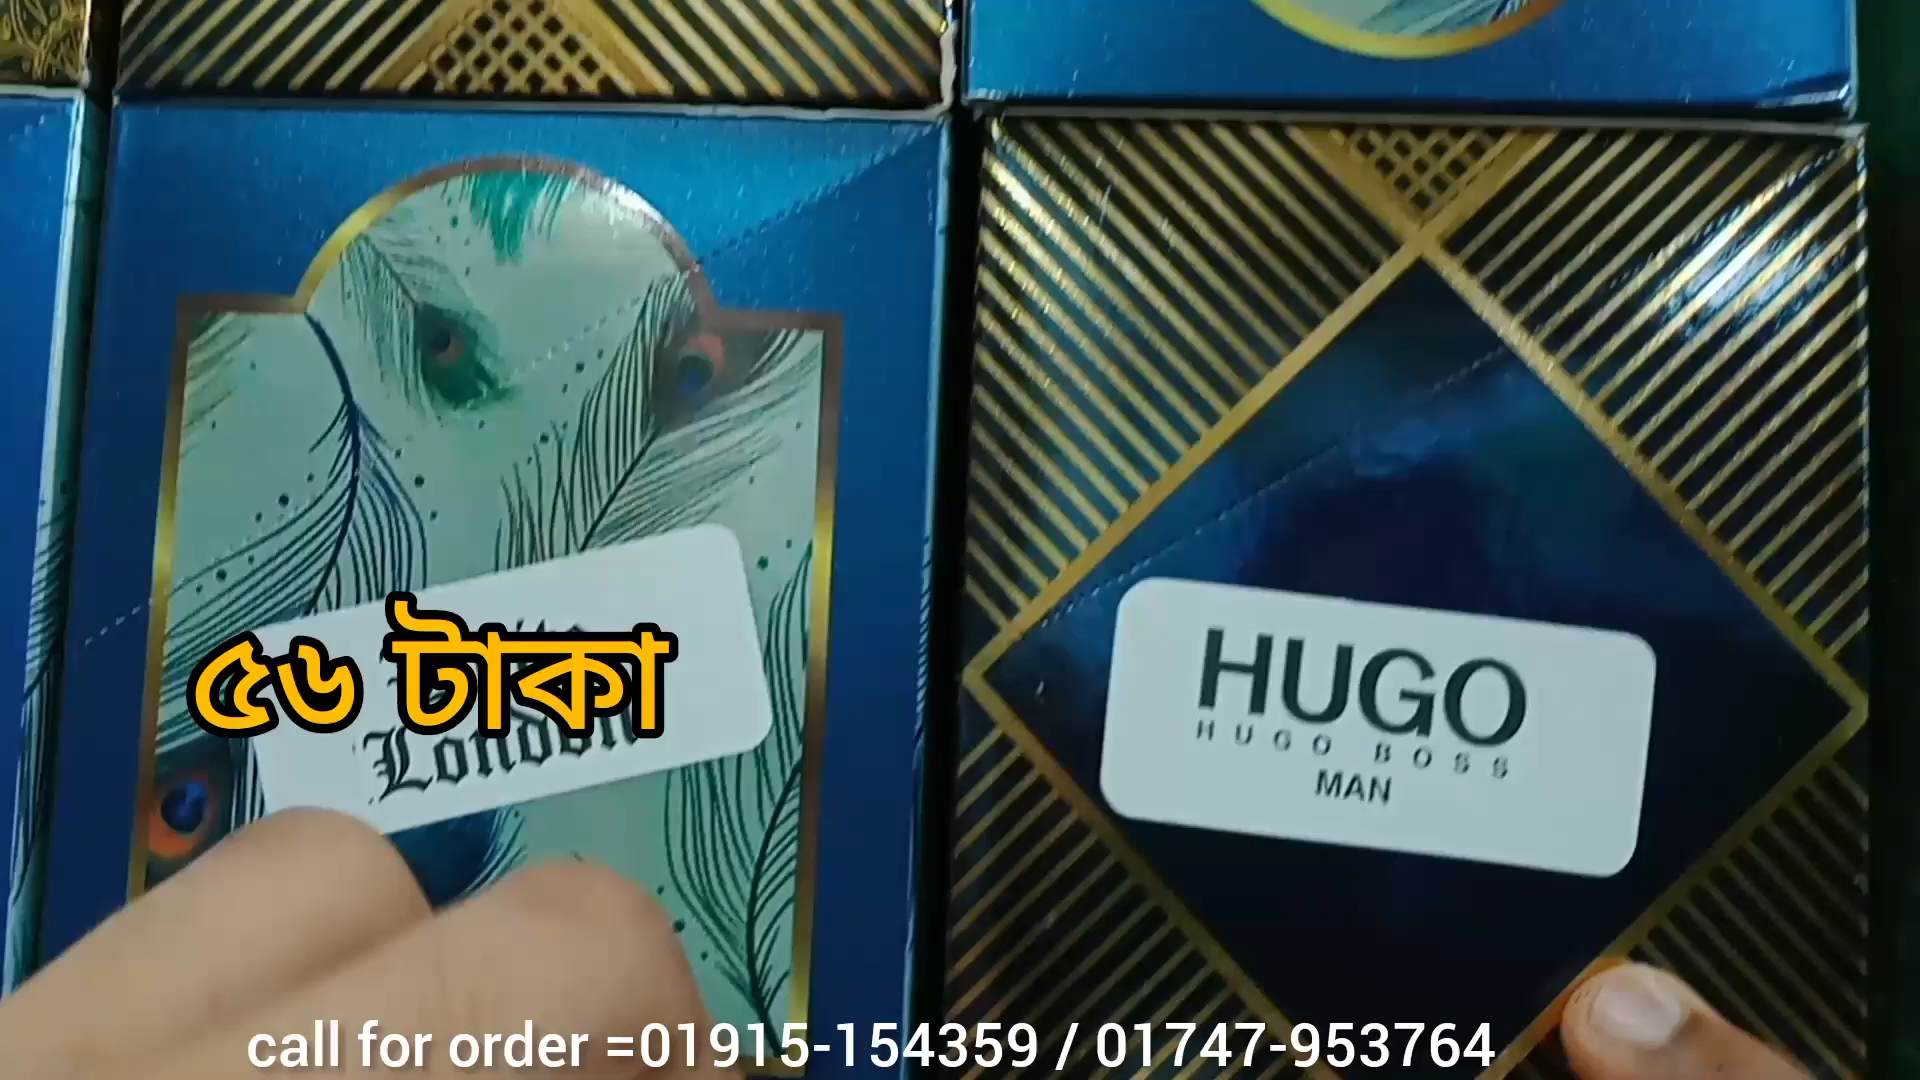 ৫৬ টাকা
London
HUGO
HUGO BOSS
MAN
call for order =01915-154359 / 01747-953764